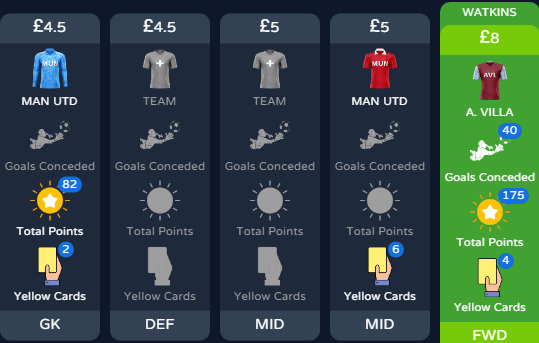 £4.5
MUN
MAN UTD
Goals Conceded
82
Total Points
2
Yellow Cards
GK
£4.5
TEAM
Goals Conceded
Total Points
Yellow Cards
DEF
£5
TEAM
Goals Conceded
Total Points
Yellow Cards
MID
£5
MUN
MAN UTD
Goals Conceded
Total Points
6
Yellow Cards
MID
WATKINS
£8
AVL
A. VILLA
40
Goals Conceded
175
Total Points
4
Yellow Cards
FWD